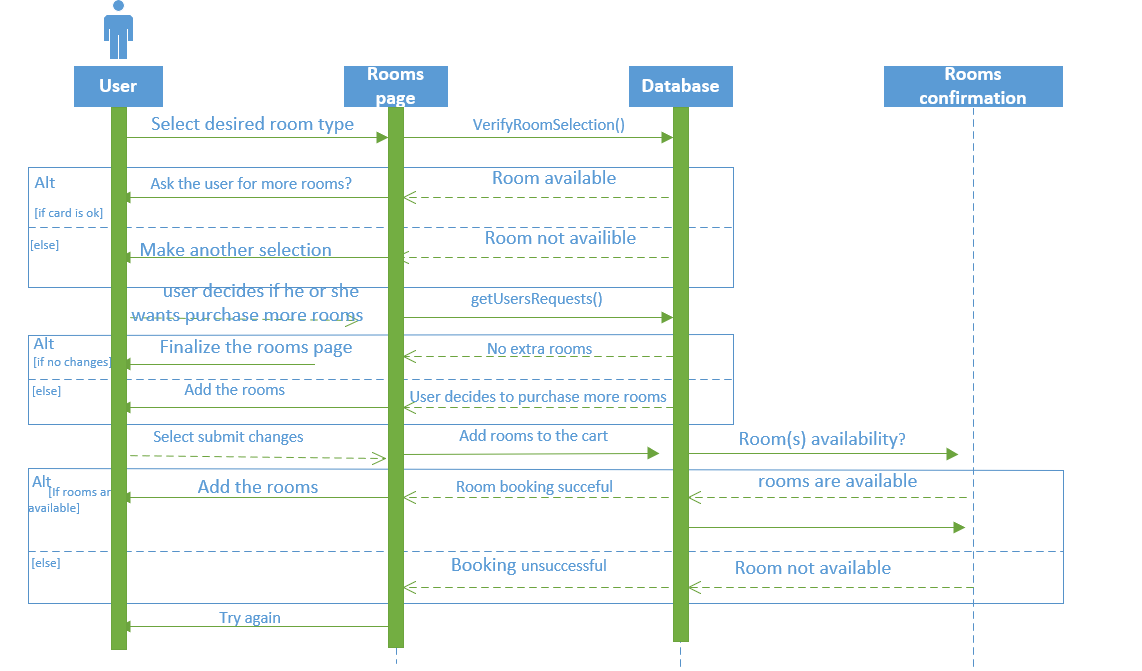 User
Rooms
page
Database
Rooms
confirmation
Select desired room type
VerifyRoomSelection()
Alt
Ask the user for more rooms?
Room available
[if card is ok]
[else]
Make another selection
Room not availible
user decides if he or she
wants purchase more rooms
getUsersRequests()
Alt
[if no changes]
Finalize the rooms page
No extra rooms
[else]
Add the rooms
User decides to purchase more rooms
Select submit changes
Add rooms to the cart
Room(s) availability?
Alt
[If rooms ar
available]
Add the rooms
Room booking succeful
rooms are available
[else]
Booking unsuccessful
Room not available
Try again